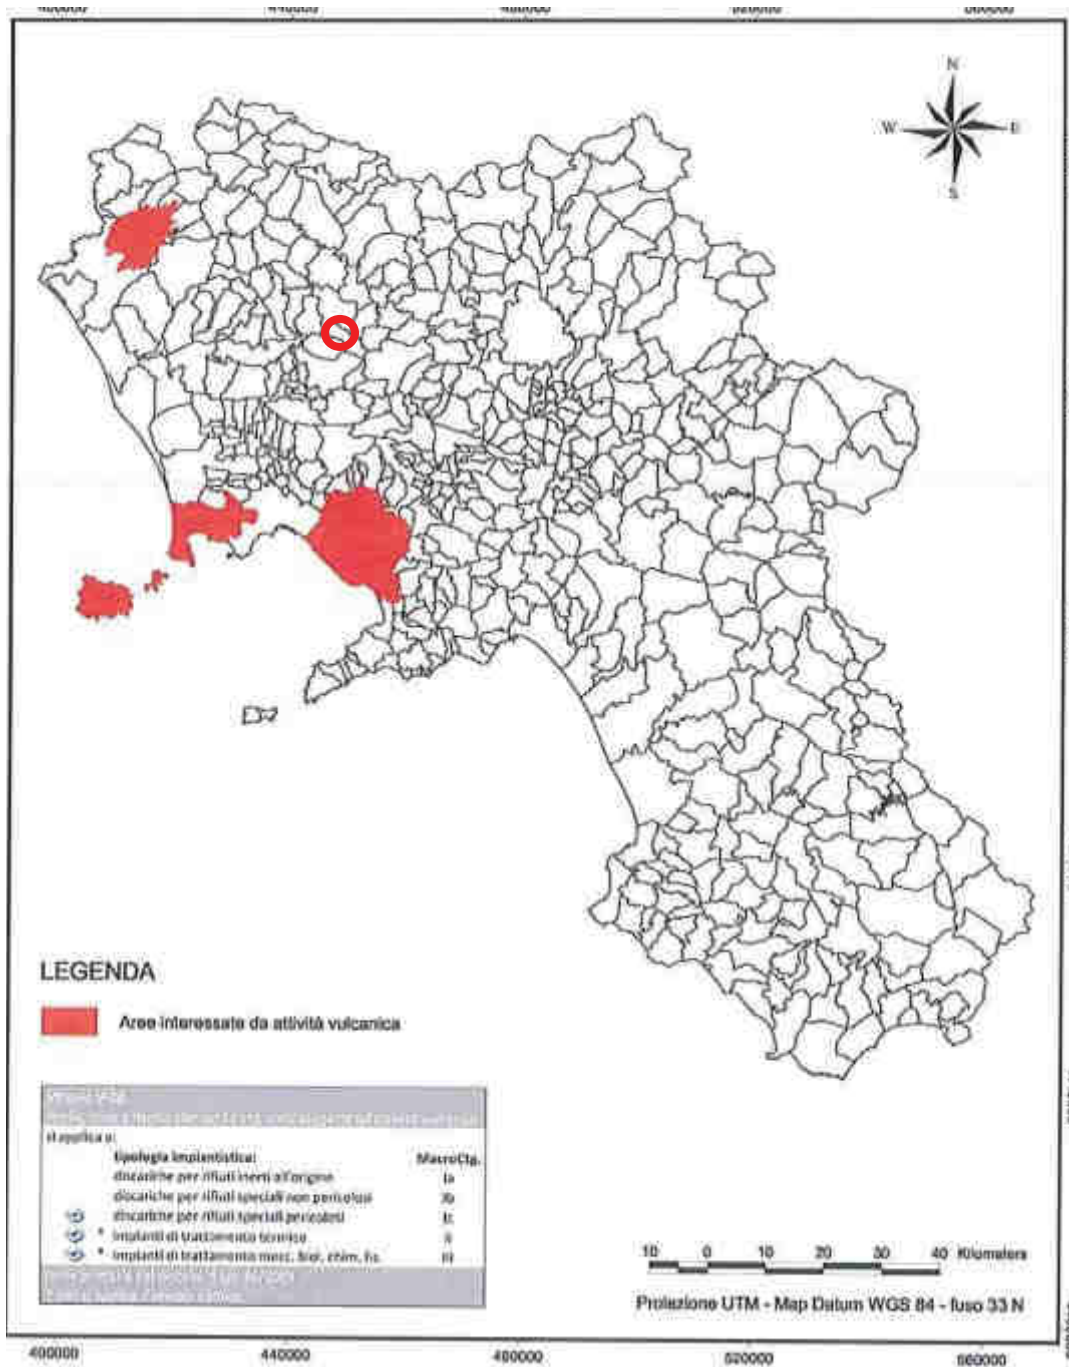 N
W E
S
LEGENDA
Aree interessate da attività vulcanica
si applica a:
tipologia impiantistica: MacroCtg.
discariche per rifiuti inerti all'origine Ia
discariche per rifiuti speciali non pericolosi Ib
discariche per rifiuti speciali pericolosi Ic
* Impianti di trattamento termico II
* Impianti di trattamento mecc, biol, chim, fis. III
10 0 10 20 30 40 Kilometers
Proiezione UTM - Map Datum WGS 84 - fuso 33 N
400000 440000 480000 520000 560000